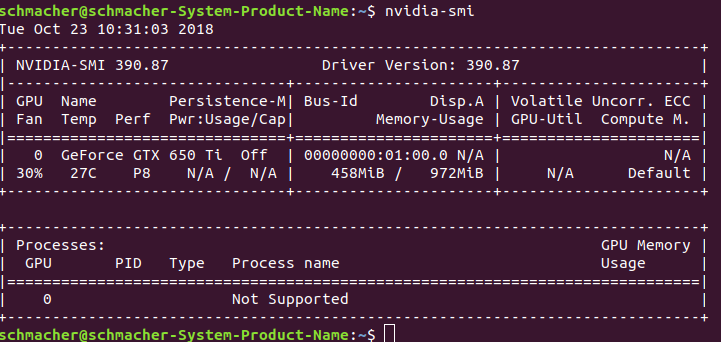 schmacher@schmacher-System-Product-Name:~$ nvidia-smi
Tue Oct 23 10:31:03 2018
+-----------------------------------------------------------------------------+
| NVIDIA-SMI 390.87                 Driver Version: 390.87                    |
|-------------------------------+----------------------+----------------------+
| GPU  Name        Persistence-M| Bus-Id        Disp.A | Volatile Uncorr. ECC |
| Fan  Temp  Perf  Pwr:Usage/Cap|         Memory-Usage | GPU-Util  Compute M. |
|===============================+======================+======================|
|   0  GeForce GTX 650 Ti  Off  | 00000000:01:00.0 N/A |                  N/A |
| 30%   27C    P8    N/A /  N/A |    458MiB /   972MiB |     N/A      Default |
+-------------------------------+----------------------+----------------------+

+-----------------------------------------------------------------------------+
| Processes:                                                       GPU Memory |
|  GPU       PID   Type   Process name                             Usage      |
|=============================================================================|
|    0                    Not Supported                                       |
+-----------------------------------------------------------------------------+
schmacher@schmacher-System-Product-Name:~$